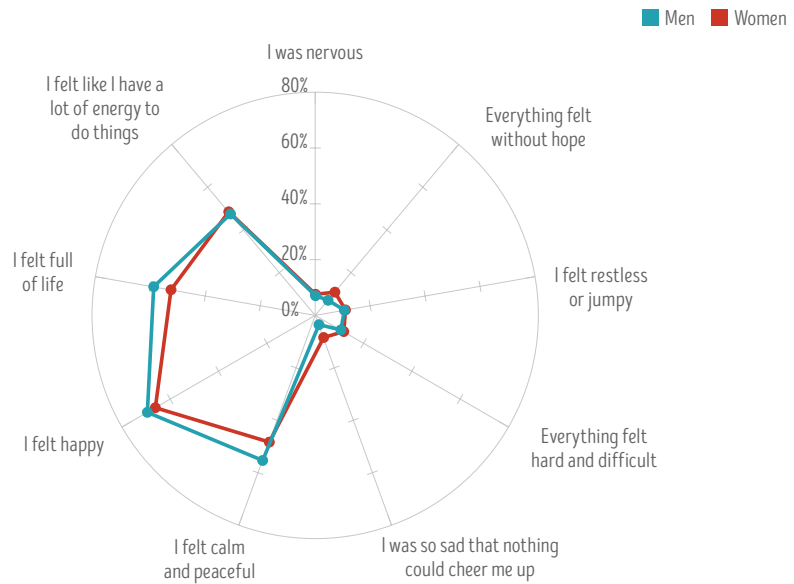 Men
Women
I was nervous
I felt like I have a
lot of energy to
do things
80%
Everything felt
without hope
60%
40%
20%
I felt full
of life
I felt restless
or jumpy
0%
I felt happy
Everything felt
hard and difficult
I felt calm
and peaceful
I was so sad that nothing
could cheer me up